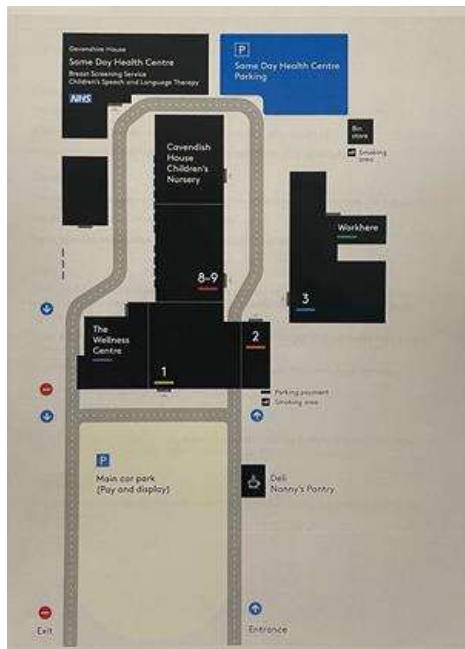 Devonshire House
Same Day Health Centre
Breast Screening Service
Children's Speech and Language Therapy
NHS
P
Same Day Health Centre
Parking
Bin
store
Smoking
area
Cavendish
House
Children's
Nursery
Workhere
8-9
3
The
Wellness
Centre
2
1
Parking payment
Smoking area
P
Main car park
(Pay and display)
Deli
Nanny's Pantry
Exit
Entrance